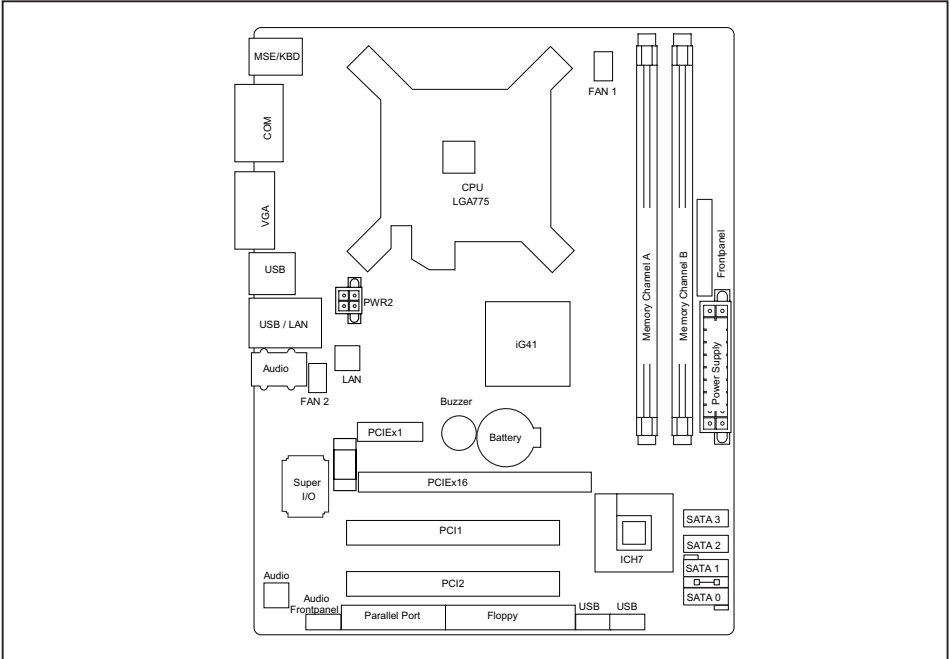 MSE/KBD
FAN 1
COM
CPU
LGA775
VGA
Memory Channel A
Memory Channel B
Frontpanel
USB
PWR2
USB / LAN
iG41
Power Supply
Audio
LAN
FAN 2
Buzzer
PCIEx1
Battery
Super
I/O
PCIEx16
SATA 3
PCI1
SATA 2
ICH7
SATA 1
Audio
PCI2
SATA 0
Audio
Frontpanel
Parallel Port
Floppy
USB
USB